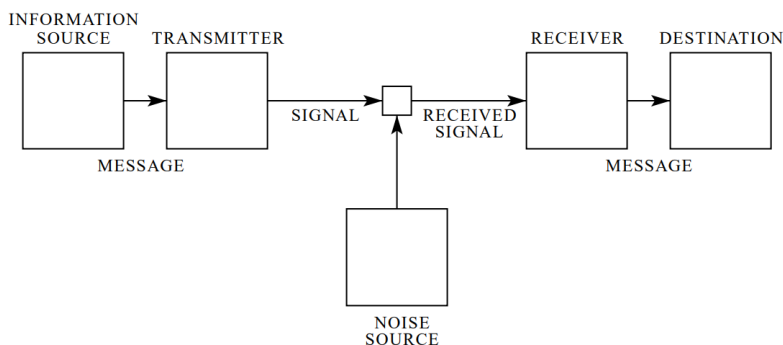 INFORMATION
SOURCE
TRANSMITTER
RECEIVER
DESTINATION
SIGNAL
RECEIVED
SIGNAL
MESSAGE
MESSAGE
NOISE
SOURCE